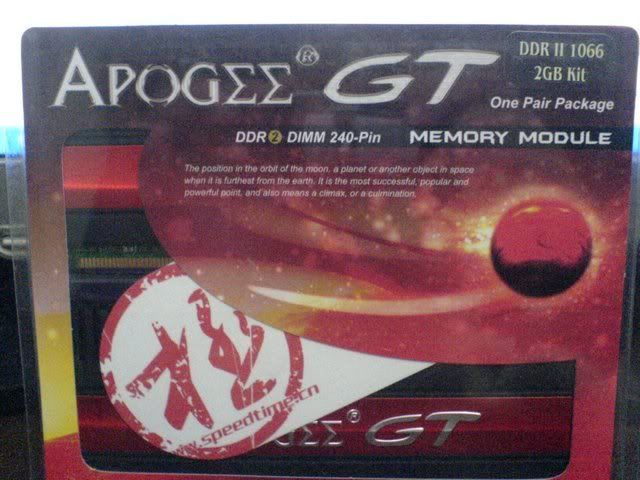 APOGEE® GT
DDR II 1066
2GB Kit
One Pair Package
DDR2 DIMM 240-Pin MEMORY MODULE
The position in the orbit of the moon. a planet or another object in space
when it is furthest from the earth. It is the most successful, popular and
powerful point, and also means a climax, or a culmination.
www.speedtime.cn
GEE® GT